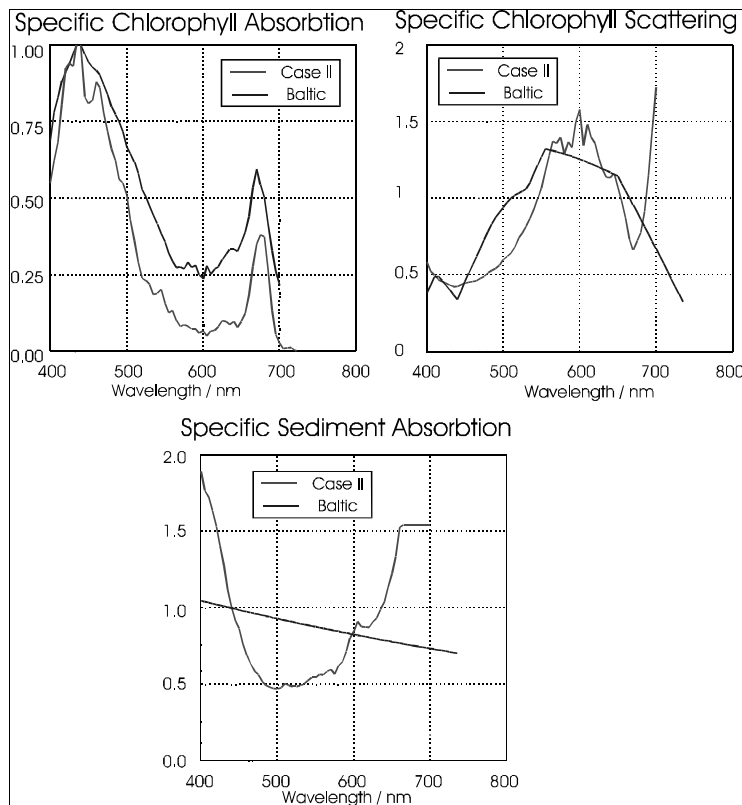 Specific Chlorophyll Absorbtion
1.00
0.75
0.50
0.25
0.00
Case II
Baltic
400 500 600 700 800
Wavelength / nm
Specific Chlorophyll Scattering
2
1.5
1
0.5
0
Case II
Baltic
400 500 600 700 800
Wavelength / nm
Specific Sediment Absorbtion
2.0
1.5
1.0
0.5
0.0
Case II
Baltic
400 500 600 700 800
Wavelength / nm